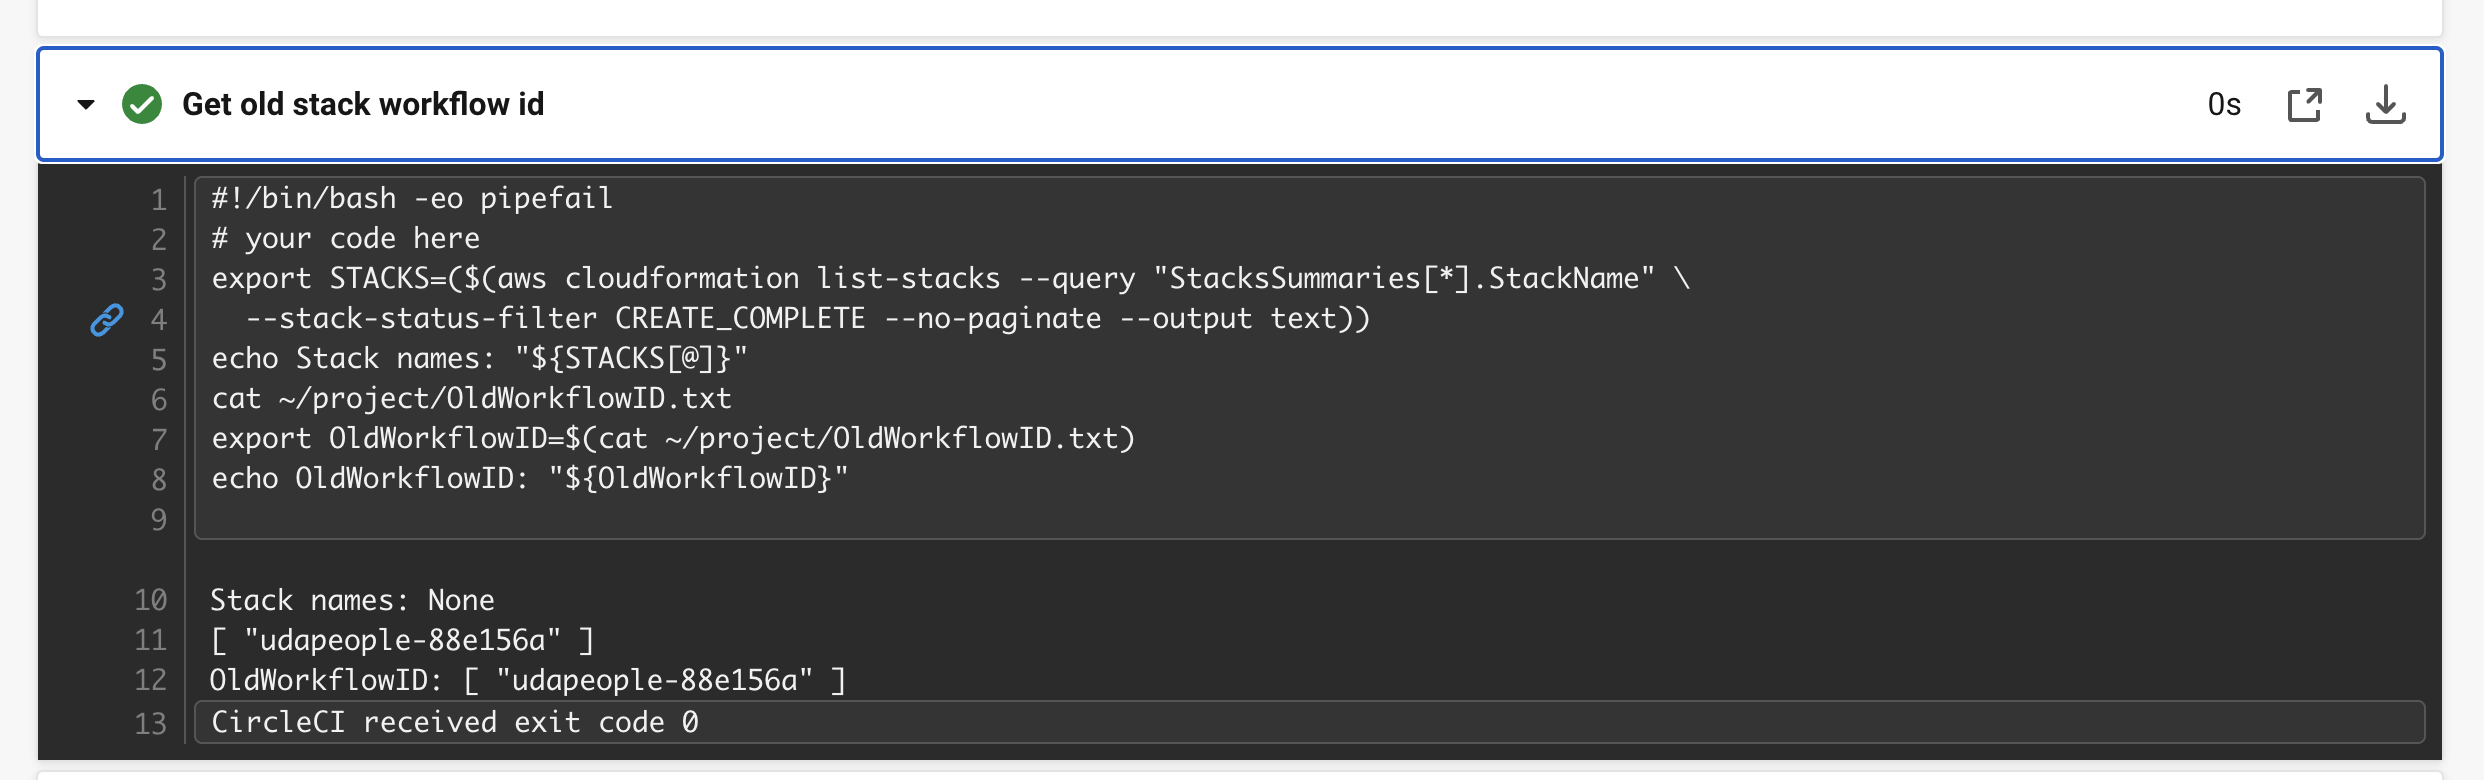 Get old stack workflow id 0s
1 #!/bin/bash -eo pipefail
2 # your code here
3 export STACKS=($(aws cloudformation list-stacks --query "StacksSummaries[*].StackName" \
4   --stack-status-filter CREATE_COMPLETE --no-paginate --output text))
5 echo Stack names: "${STACKS[@]}"
6 cat ~/project/OldWorkflowID.txt
7 export OldWorkflowID=$(cat ~/project/OldWorkflowID.txt)
8 echo OldWorkflowID: "${OldWorkflowID}"
9
10 Stack names: None
11 [ "udapeople-88e156a" ]
12 OldWorkflowID: [ "udapeople-88e156a" ]
13 CircleCI received exit code 0